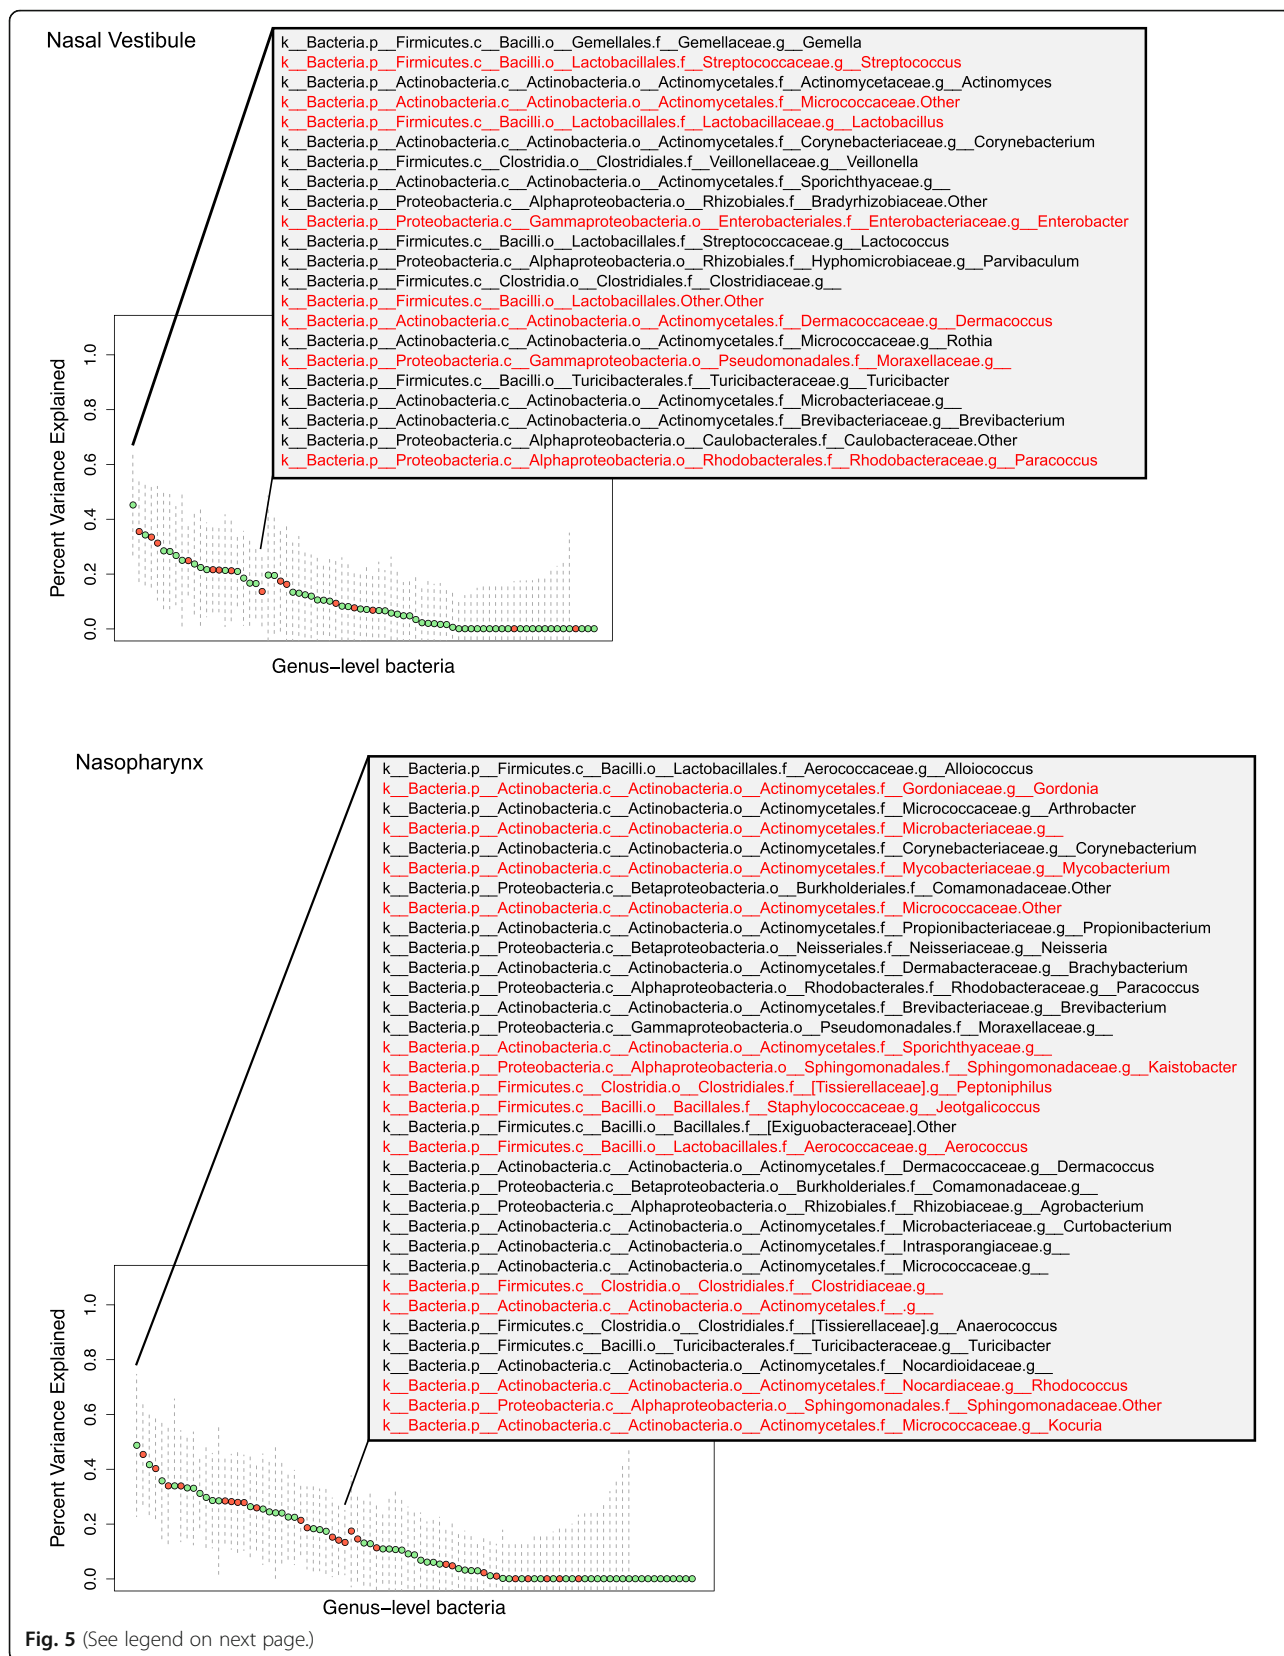 Nasal Vestibule
k__Bacteria.p__Firmicutes.c__Bacilli.o__Gemellales.f__Gemellaceae.g__Gemella
k__Bacteria.p__Firmicutes.c__Bacilli.o__Lactobacillales.f__Streptococcaceae.g__Streptococcus
k__Bacteria.p__Actinobacteria.c__Actinobacteria.o__Actinomycetales.f__Actinomycetaceae.g__Actinomyces
k__Bacteria.p__Actinobacteria.c__Actinobacteria.o__Actinomycetales.f__Micrococcaceae.Other
k__Bacteria.p__Firmicutes.c__Bacilli.o__Lactobacillales.f__Lactobacillaceae.g__Lactobacillus
k__Bacteria.p__Actinobacteria.c__Actinobacteria.o__Actinomycetales.f__Corynebacteriaceae.g__Corynebacterium
k__Bacteria.p__Firmicutes.c__Clostridia.o__Clostridiales.f__Veillonellaceae.g__Veillonella
k__Bacteria.p__Actinobacteria.c__Actinobacteria.o__Actinomycetales.f__Sporichthyaceae.g__
k__Bacteria.p__Proteobacteria.c__Alphaproteobacteria.o__Rhizobiales.f__Bradyrhizobiaceae.Other
k__Bacteria.p__Proteobacteria.c__Gammaproteobacteria.o__Enterobacteriales.f__Enterobacteriaceae.g__Enterobacter
k__Bacteria.p__Firmicutes.c__Bacilli.o__Lactobacillales.f__Streptococcaceae.g__Lactococcus
k__Bacteria.p__Proteobacteria.c__Alphaproteobacteria.o__Rhizobiales.f__Hyphomicrobiaceae.g__Parvibaculum
k__Bacteria.p__Firmicutes.c__Clostridia.o__Clostridiales.f__Clostridiaceae.g__
k__Bacteria.p__Firmicutes.c__Bacilli.o__Lactobacillales.Other.Other
k__Bacteria.p__Actinobacteria.c__Actinobacteria.o__Actinomycetales.f__Dermacoccaceae.g__Dermacoccus
k__Bacteria.p__Actinobacteria.c__Actinobacteria.o__Actinomycetales.f__Micrococcaceae.g__Rothia
k__Bacteria.p__Proteobacteria.c__Gammaproteobacteria.o__Pseudomonadales.f__Moraxellaceae.g__
k__Bacteria.p__Firmicutes.c__Bacilli.o__Turicibacterales.f__Turicibacteraceae.g__Turicibacter
k__Bacteria.p__Actinobacteria.c__Actinobacteria.o__Actinomycetales.f__Microbacteriaceae.g__
k__Bacteria.p__Actinobacteria.c__Actinobacteria.o__Actinomycetales.f__Brevibacteriaceae.g__Brevibacterium
k__Bacteria.p__Proteobacteria.c__Alphaproteobacteria.o__Caulobacterales.f__Caulobacteraceae.Other
k__Bacteria.p__Proteobacteria.c__Alphaproteobacteria.o__Rhodobacterales.f__Rhodobacteraceae.g__Paracoccus
Percent Variance Explained
1.0
0.8
0.6
0.4
0.2
0.0
Genus−level bacteria
Nasopharynx
k__Bacteria.p__Firmicutes.c__Bacilli.o__Lactobacillales.f__Aerococcaceae.g__Alloiococcus
k__Bacteria.p__Actinobacteria.c__Actinobacteria.o__Actinomycetales.f__Gordoniaceae.g__Gordonia
k__Bacteria.p__Actinobacteria.c__Actinobacteria.o__Actinomycetales.f__Micrococcaceae.g__Arthrobacter
k__Bacteria.p__Actinobacteria.c__Actinobacteria.o__Actinomycetales.f__Microbacteriaceae.g__
k__Bacteria.p__Actinobacteria.c__Actinobacteria.o__Actinomycetales.f__Corynebacteriaceae.g__Corynebacterium
k__Bacteria.p__Actinobacteria.c__Actinobacteria.o__Actinomycetales.f__Mycobacteriaceae.g__Mycobacterium
k__Bacteria.p__Proteobacteria.c__Betaproteobacteria.o__Burkholderiales.f__Comamonadaceae.Other
k__Bacteria.p__Actinobacteria.c__Actinobacteria.o__Actinomycetales.f__Micrococcaceae.Other
k__Bacteria.p__Actinobacteria.c__Actinobacteria.o__Actinomycetales.f__Propionibacteriaceae.g__Propionibacterium
k__Bacteria.p__Proteobacteria.c__Betaproteobacteria.o__Neisseriales.f__Neisseriaceae.g__Neisseria
k__Bacteria.p__Actinobacteria.c__Actinobacteria.o__Actinomycetales.f__Dermabacteraceae.g__Brachybacterium
k__Bacteria.p__Proteobacteria.c__Alphaproteobacteria.o__Rhodobacterales.f__Rhodobacteraceae.g__Paracoccus
k__Bacteria.p__Actinobacteria.c__Actinobacteria.o__Actinomycetales.f__Brevibacteriaceae.g__Brevibacterium
k__Bacteria.p__Proteobacteria.c__Gammaproteobacteria.o__Pseudomonadales.f__Moraxellaceae.g__
k__Bacteria.p__Actinobacteria.c__Actinobacteria.o__Actinomycetales.f__Sporichthyaceae.g__
k__Bacteria.p__Proteobacteria.c__Alphaproteobacteria.o__Sphingomonadales.f__Sphingomonadaceae.g__Kaistobacter
k__Bacteria.p__Firmicutes.c__Clostridia.o__Clostridiales.f__[Tissierellaceae].g__Peptoniphilus
k__Bacteria.p__Firmicutes.c__Bacilli.o__Bacillales.f__Staphylococcaceae.g__Jeotgalicoccus
k__Bacteria.p__Firmicutes.c__Bacilli.o__Bacillales.f__[Exiguobacteraceae].Other
k__Bacteria.p__Firmicutes.c__Bacilli.o__Lactobacillales.f__Aerococcaceae.g__Aerococcus
k__Bacteria.p__Actinobacteria.c__Actinobacteria.o__Actinomycetales.f__Dermacoccaceae.g__Dermacoccus
k__Bacteria.p__Proteobacteria.c__Betaproteobacteria.o__Burkholderiales.f__Comamonadaceae.g__
k__Bacteria.p__Proteobacteria.c__Alphaproteobacteria.o__Rhizobiales.f__Rhizobiaceae.g__Agrobacterium
k__Bacteria.p__Actinobacteria.c__Actinobacteria.o__Actinomycetales.f__Microbacteriaceae.g__Curtobacterium
k__Bacteria.p__Actinobacteria.c__Actinobacteria.o__Actinomycetales.f__Intrasporangiaceae.g__
k__Bacteria.p__Actinobacteria.c__Actinobacteria.o__Actinomycetales.f__Micrococcaceae.g__
k__Bacteria.p__Firmicutes.c__Clostridia.o__Clostridiales.f__Clostridiaceae.g__
k__Bacteria.p__Actinobacteria.c__Actinobacteria.o__Actinomycetales.f__.g__
k__Bacteria.p__Firmicutes.c__Clostridia.o__Clostridiales.f__[Tissierellaceae].g__Anaerococcus
k__Bacteria.p__Firmicutes.c__Bacilli.o__Turicibacterales.f__Turicibacteraceae.g__Turicibacter
k__Bacteria.p__Actinobacteria.c__Actinobacteria.o__Actinomycetales.f__Nocardioidaceae.g__
k__Bacteria.p__Actinobacteria.c__Actinobacteria.o__Actinomycetales.f__Nocardiaceae.g__Rhodococcus
k__Bacteria.p__Proteobacteria.c__Alphaproteobacteria.o__Sphingomonadales.f__Sphingomonadaceae.Other
k__Bacteria.p__Actinobacteria.c__Actinobacteria.o__Actinomycetales.f__Micrococcaceae.g__Kocuria
Percent Variance Explained
1.0
0.8
0.6
0.4
0.2
0.0
Genus−level bacteria
Fig. 5 (See legend on next page.)